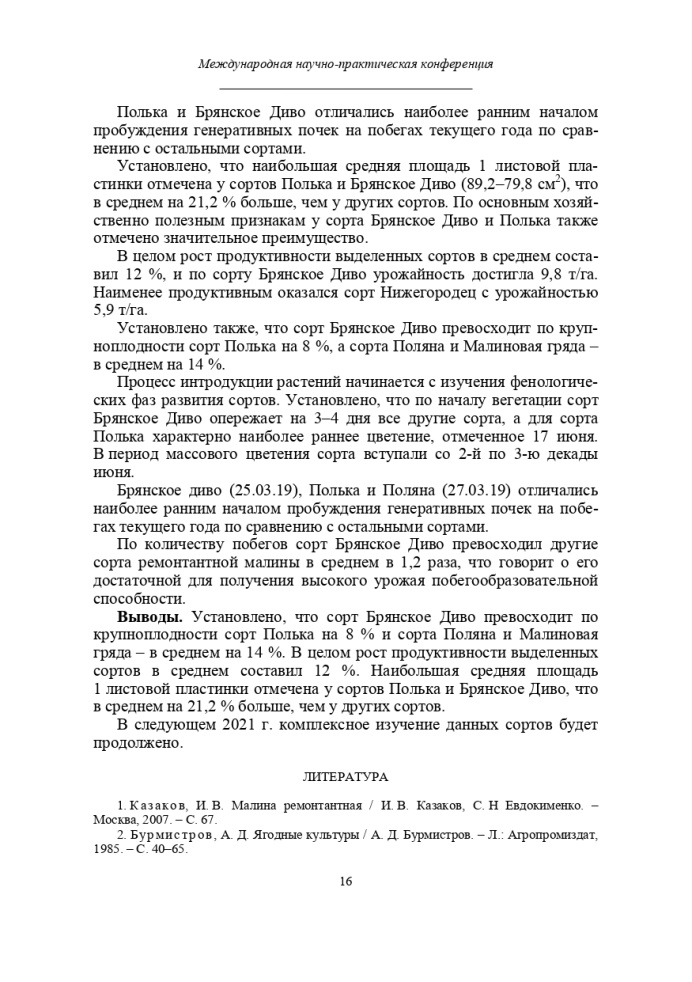 Международная научно-практическая конференция
Полька и Брянское Диво отличались наиболее ранним началом
пробуждения генеративных почек на побегах текущего года по срав-
нению с остальными сортами.
Установлено, что наибольшая средняя площадь 1 листовой пла-
стинки отмечена у сортов Полька и Брянское Диво (89,2–79,8 см²), что
в среднем на 21,2 % больше, чем у других сортов. По основным хозяй-
ственно полезным признакам у сорта Брянское Диво и Полька также
отмечено значительное преимущество.
В целом рост продуктивности выделенных сортов в среднем соста-
вил 12 %, и по сорту Брянское Диво урожайность достигла 9,8 т/га.
Наименее продуктивным оказался сорт Нижегородец с урожайностью
5,9 т/га.
Установлено также, что сорт Брянское Диво превосходит по круп-
ноплодности сорт Полька на 8 %, а сорта Поляна и Малиновая гряда –
в среднем на 14 %.
Процесс интродукции растений начинается с изучения фенологиче-
ских фаз развития сортов. Установлено, что по началу вегетации сорт
Брянское Диво опережает на 3–4 дня все другие сорта, а для сорта
Полька характерно наиболее раннее цветение, отмеченное 17 июня.
В период массового цветения сорта вступали со 2-й по 3-ю декады
июня.
Брянское диво (25.03.19), Полька и Поляна (27.03.19) отличались
наиболее ранним началом пробуждения генеративных почек на побе-
гах текущего года по сравнению с остальными сортами.
По количеству побегов сорт Брянское Диво превосходил другие
сорта ремонтантной малины в среднем в 1,2 раза, что говорит о его
достаточной для получения высокого урожая побегообразовательной
способности.
Выводы. Установлено, что сорт Брянское Диво превосходит по
крупноплодности сорт Полька на 8 % и сорта Поляна и Малиновая
гряда – в среднем на 14 %. В целом рост продуктивности выделенных
сортов в среднем составил 12 %. Наибольшая средняя площадь
1 листовой пластинки отмечена у сортов Полька и Брянское Диво, что
в среднем на 21,2 % больше, чем у других сортов.
В следующем 2021 г. комплексное изучение данных сортов будет
продолжено.
ЛИТЕРАТУРА
1. Казаков, И. В. Малина ремонтантная / И. В. Казаков, С. Н Евдокименко. –
Москва, 2007. – С. 67.
2. Бурмистров, А. Д. Ягодные культуры / А. Д. Бурмистров. – Л.: Агропромиздат,
1985. – С. 40–65.
16